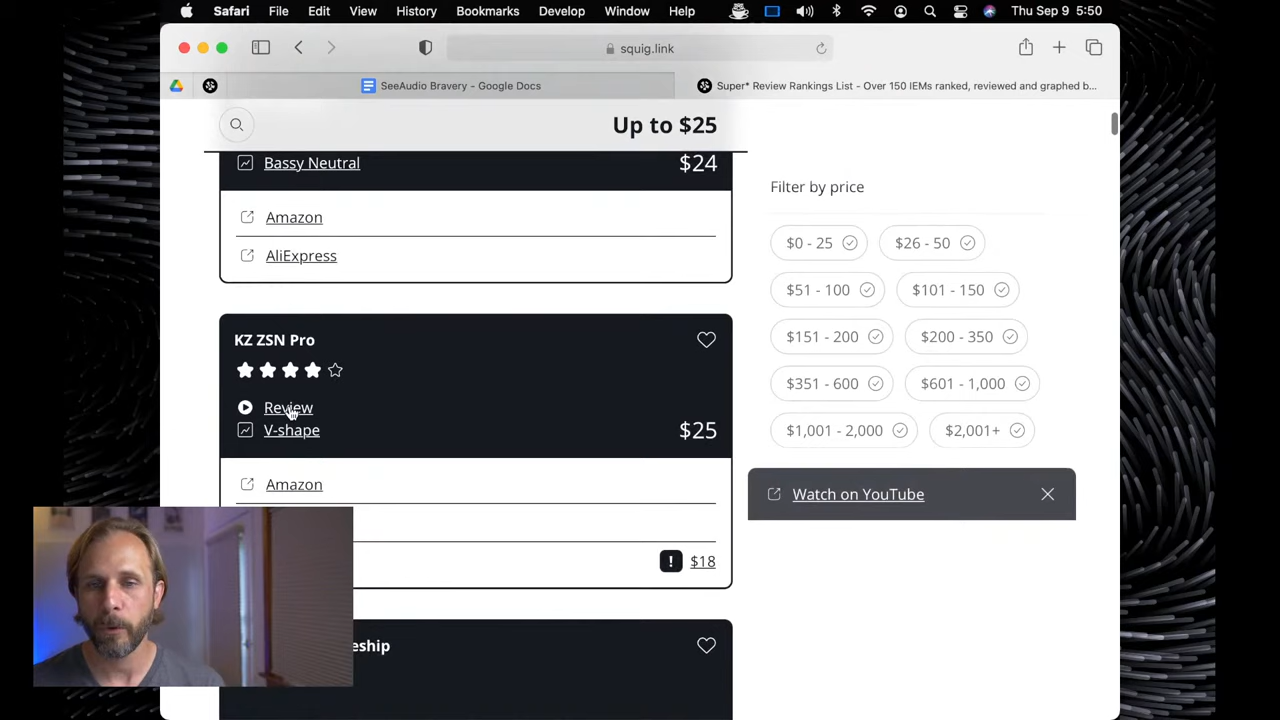 Safari File Edit View History Bookmarks Develop Window Help Thu Sep 9 5:50
squig.link
SeeAudio Bravery - Google Docs
Super* Review Rankings List - Over 150 IEMs ranked, reviewed and graphed b...
Up to $25
Bassy Neutral $24
Amazon
AliExpress
KZ ZSN Pro
Review
V-shape $25
Amazon
! $18
eship
Filter by price
$0 - 25 $26 - 50
$51 - 100 $101 - 150
$151 - 200 $200 - 350
$351 - 600 $601 - 1,000
$1,001 - 2,000 $2,001+
Watch on YouTube